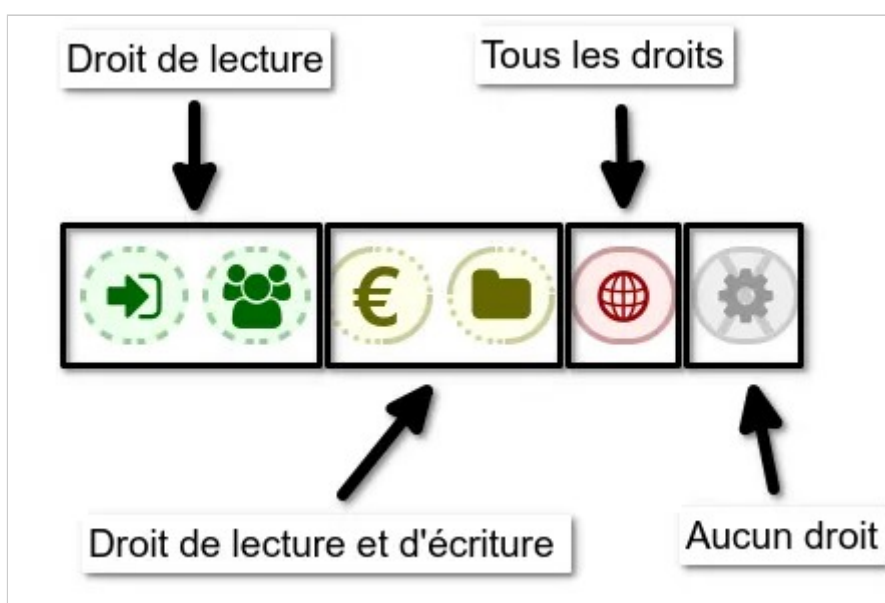 Droit de lecture
Tous les droits
€
Droit de lecture et d'écriture
Aucun droit